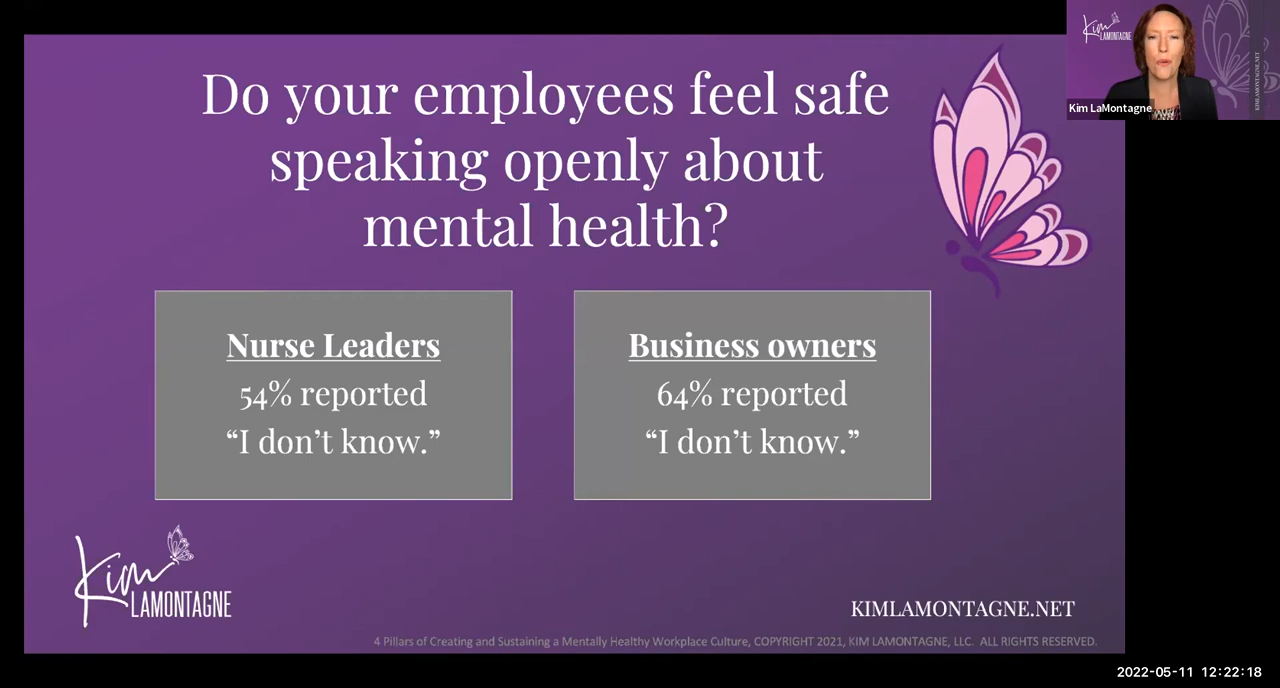 Do your employees feel safe
speaking openly about
mental health?
Nurse Leaders
54% reported
“I don’t know.”
Business owners
64% reported
“I don’t know.”
Kim
LAMONTAGNE
KIMLAMONTAGNE.NET
4 Pillars of Creating and Sustaining a Mentally Healthy Workplace Culture, COPYRIGHT 2021, KIM LAMONTAGNE, LLC. ALL RIGHTS RESERVED.
Kim
LAMONTAGNE
KIMLAMONTAGNE.NET
Kim LaMontagne
2022-05-11 12:22:18